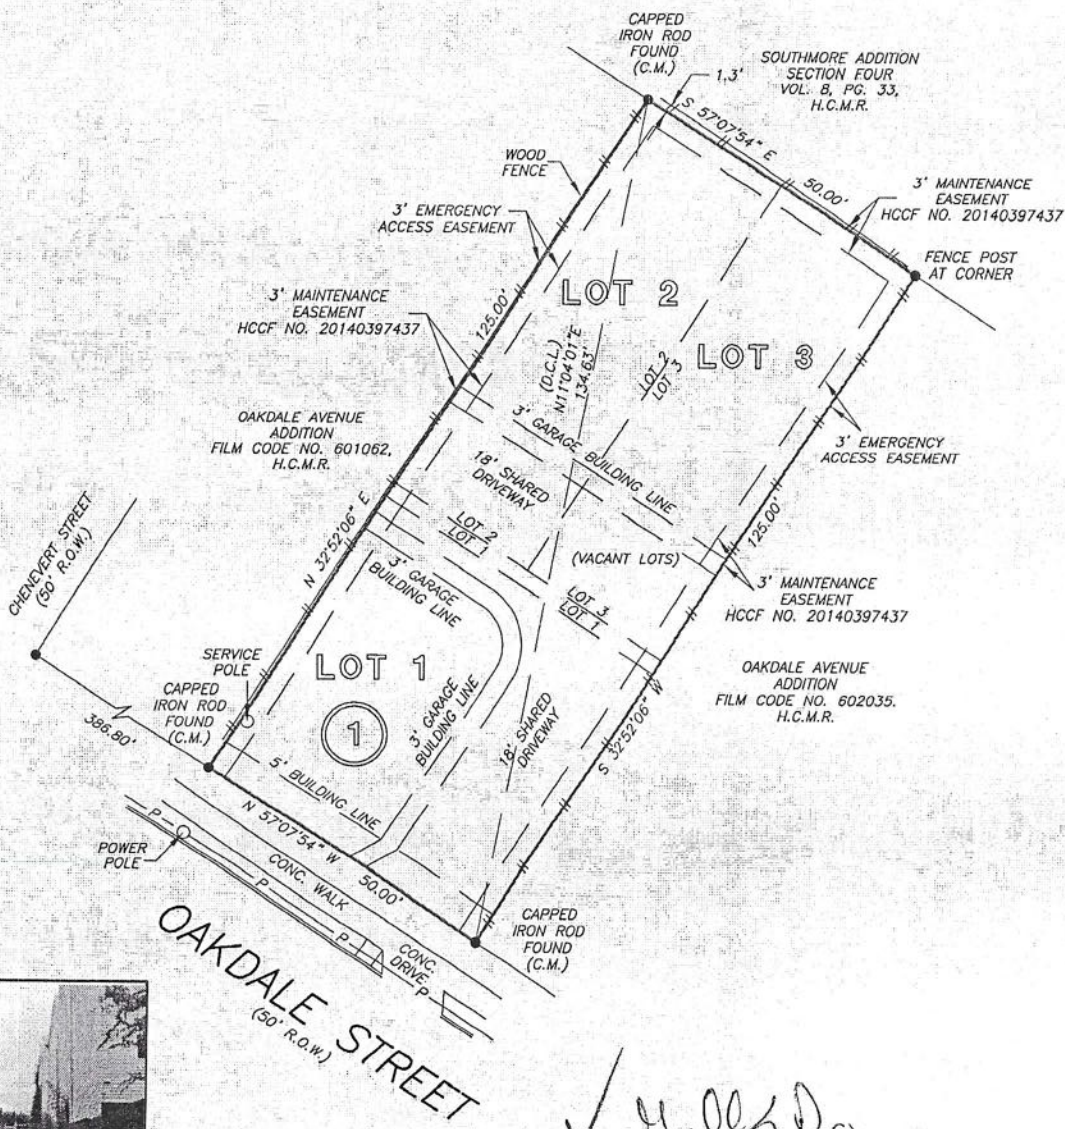 CAPPED
IRON ROD
FOUND
(C.M.)
1.3'
SOUTHMORE ADDITION
SECTION FOUR
VOL. 8, PG. 33,
H.C.M.R.
S 57°07'54" E
50.00'
WOOD
FENCE
3' MAINTENANCE
EASEMENT
HCCF NO. 20140397437
3' EMERGENCY
ACCESS EASEMENT
FENCE POST
AT CORNER
LOT 2
3' MAINTENANCE
EASEMENT
HCCF NO. 20140397437
125.00'
LOT 3
(D.C.L.)
N11°04'01"E
134.63'
LOT 2
LOT 3
OAKDALE AVENUE
ADDITION
FILM CODE NO. 601062,
H.C.M.R.
3' GARAGE BUILDING LINE
3' EMERGENCY
ACCESS EASEMENT
18' SHARED
DRIVEWAY
125.00'
LOT 2
LOT 1
(VACANT LOTS)
N 32°52'06" E
CHENEVERT STREET
(50' R.O.W.)
3' GARAGE
BUILDING LINE
LOT 3
LOT 1
3' MAINTENANCE
EASEMENT
HCCF NO. 20140397437
SERVICE
POLE
LOT 1
OAKDALE AVENUE
ADDITION
FILM CODE NO. 602035,
H.C.M.R.
CAPPED
IRON ROD
FOUND
(C.M.)
1
3' GARAGE
BUILDING LINE
18' SHARED
DRIVEWAY
S 32°52'06" W
386.80'
5' BUILDING LINE
N 57°07'54" W
50.00'
POWER
POLE
P
CONC. WALK
P
P
CONC.
DRIVE
P
CAPPED
IRON ROD
FOUND
(C.M.)
OAKDALE STREET
(50' R.O.W.)